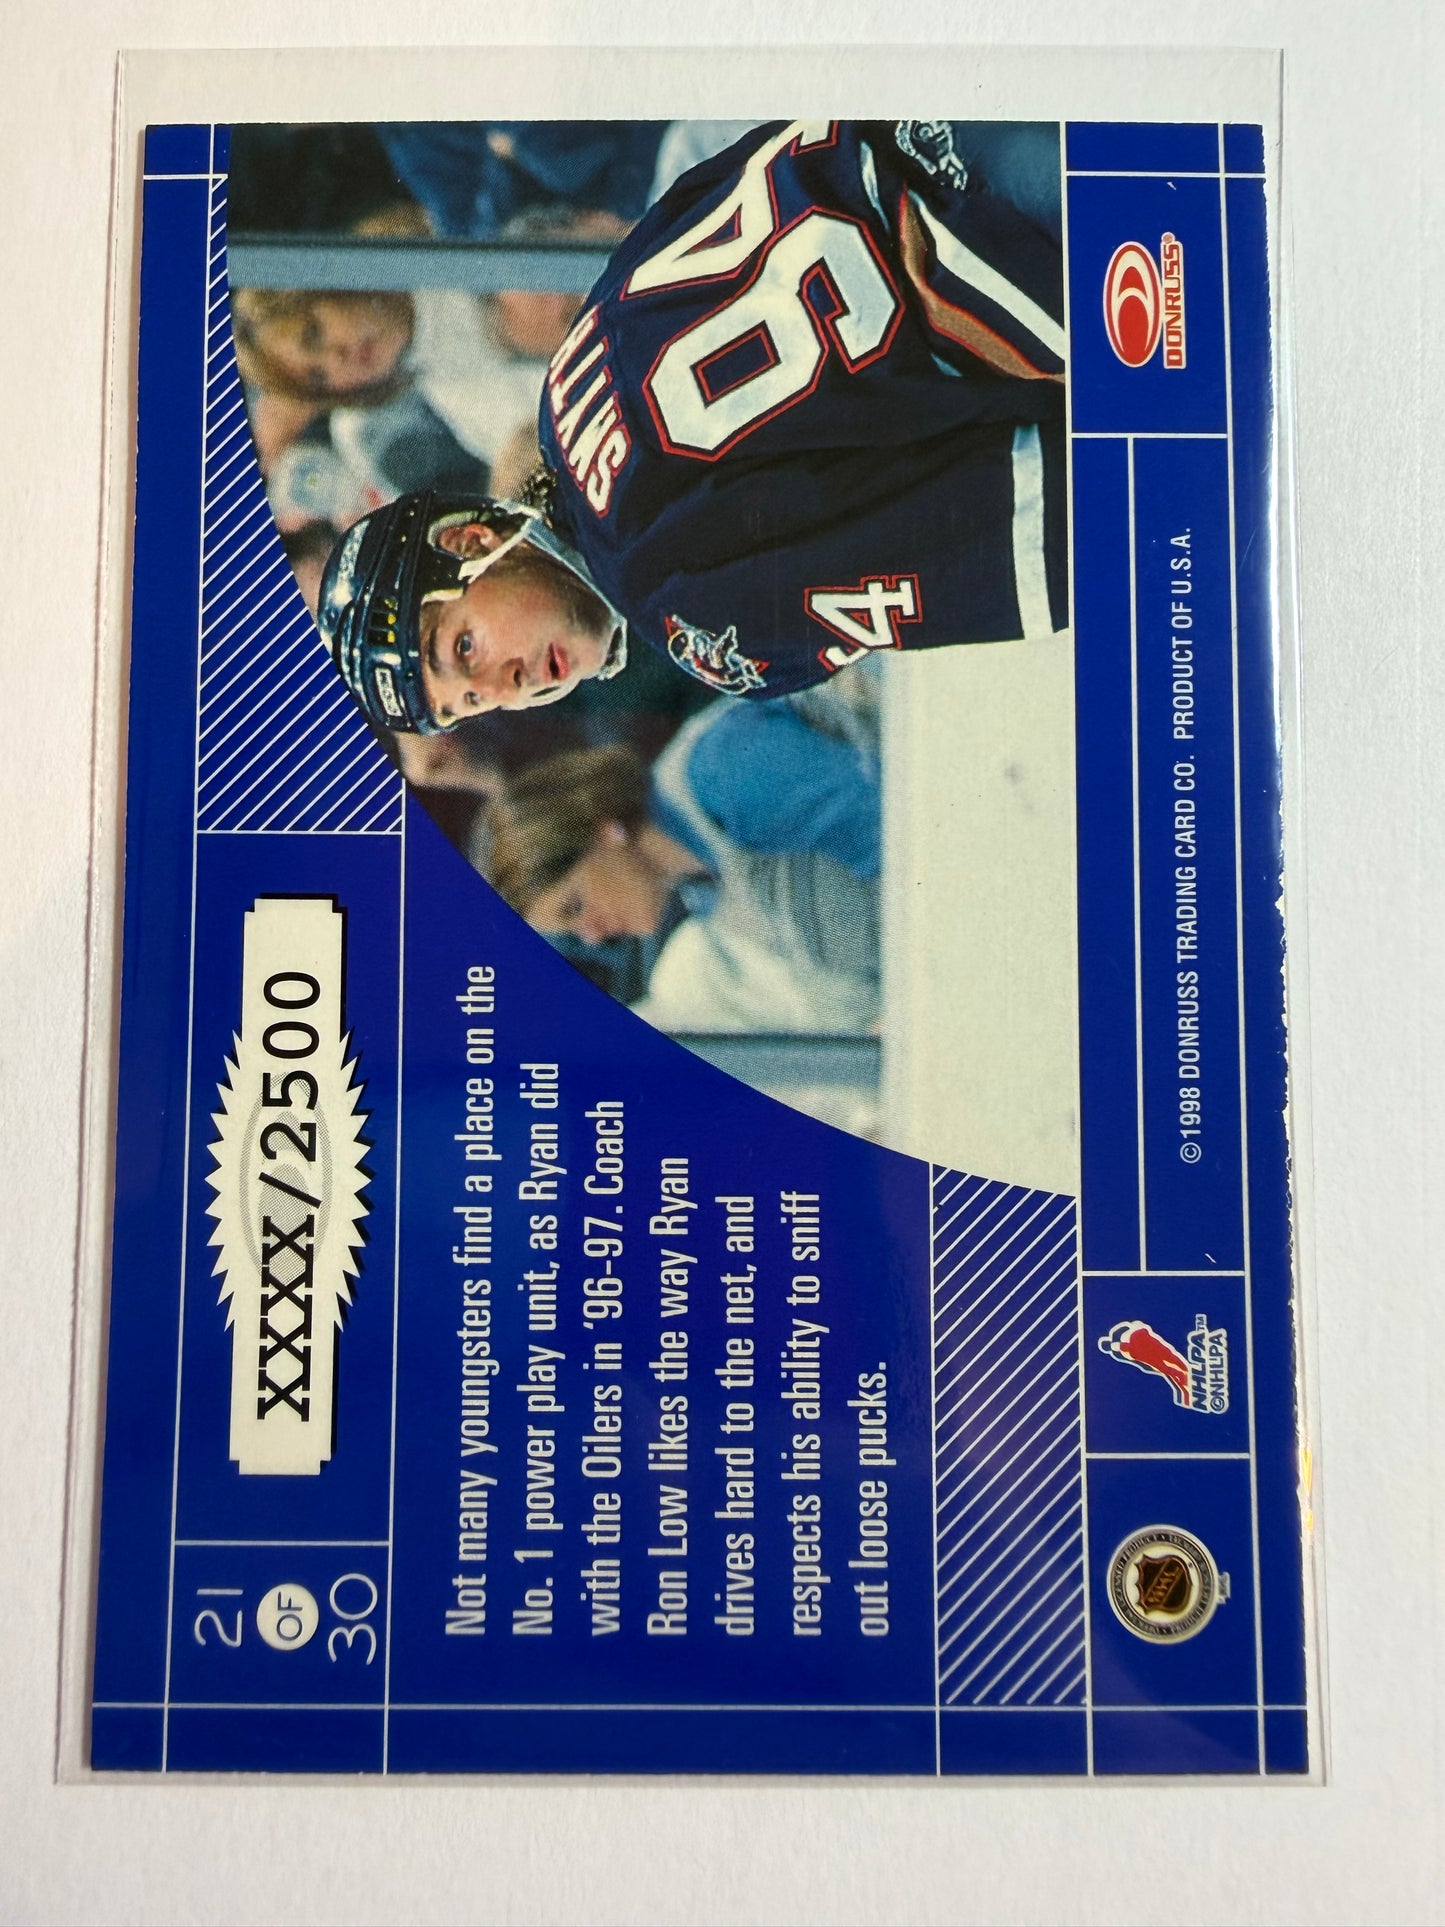 21
OF
30
XXXX/2500
Not many youngsters find a place on the
No. 1 power play unit, as Ryan did
with the Oilers in '96-97. Coach
Ron Low likes the way Ryan
drives hard to the net, and
respects his ability to sniff
out loose pucks.
SMYTH
94
4
NHLPA™
©NHLPA
©1998 DONRUSS TRADING CARD CO. PRODUCT OF U.S.A.
DONRUSS®